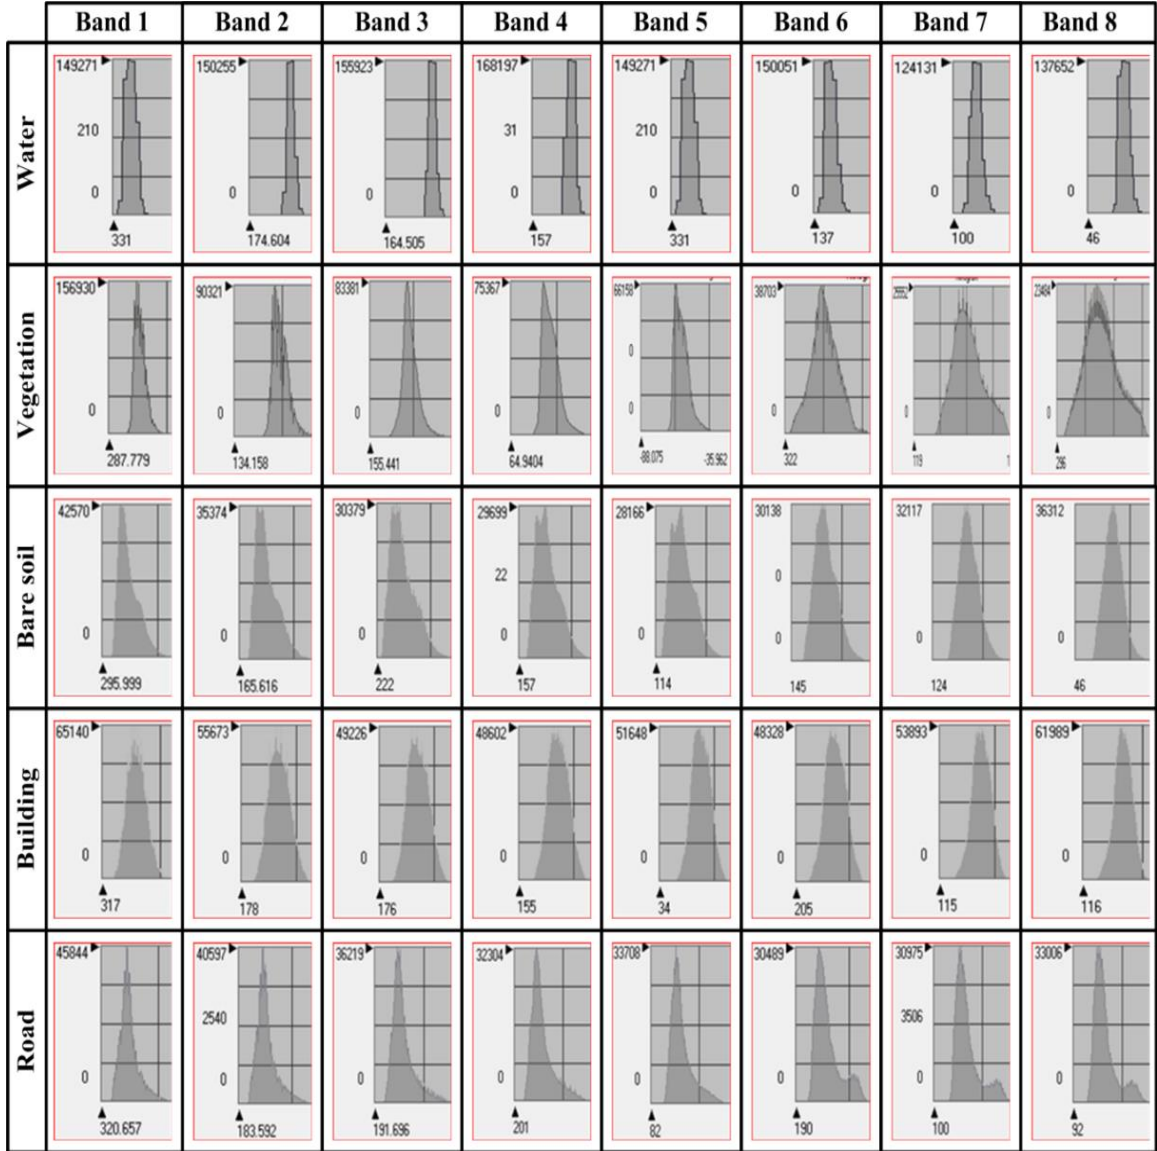 Band 1 Band 2 Band 3 Band 4 Band 5 Band 6 Band 7 Band 8
Water
149271 150255 155923 168197 149271 150051 124131 137652
210 31 210
0 0 0 0 0 0 0 0
331 174.604 164.505 157 331 137 100 46
Vegetation
156930 90321 83381 75367 66158 38703 23484
0
0 0 0 0 0 0 0 0
287.779 134.158 155.441 64.9404 -88.075 -35.962 322 119 1 296
Bare soil
42570 35374 30379 29699 28166 30138 32117 36312
22 0
0 0 0 0 0 0 0 0
295.999 165.616 222 157 114 145 124 46
Building
65140 55673 49226 48602 51648 48328 53893 61989
0 0 0 0 0 0 0 0
317 178 176 155 34 205 115 116
Road
45844 40597 36219 32304 33708 30489 30975 33006
2540 3506
0 0 0 0 0 0 0 0
320.657 183.592 191.696 201 82 190 100 92